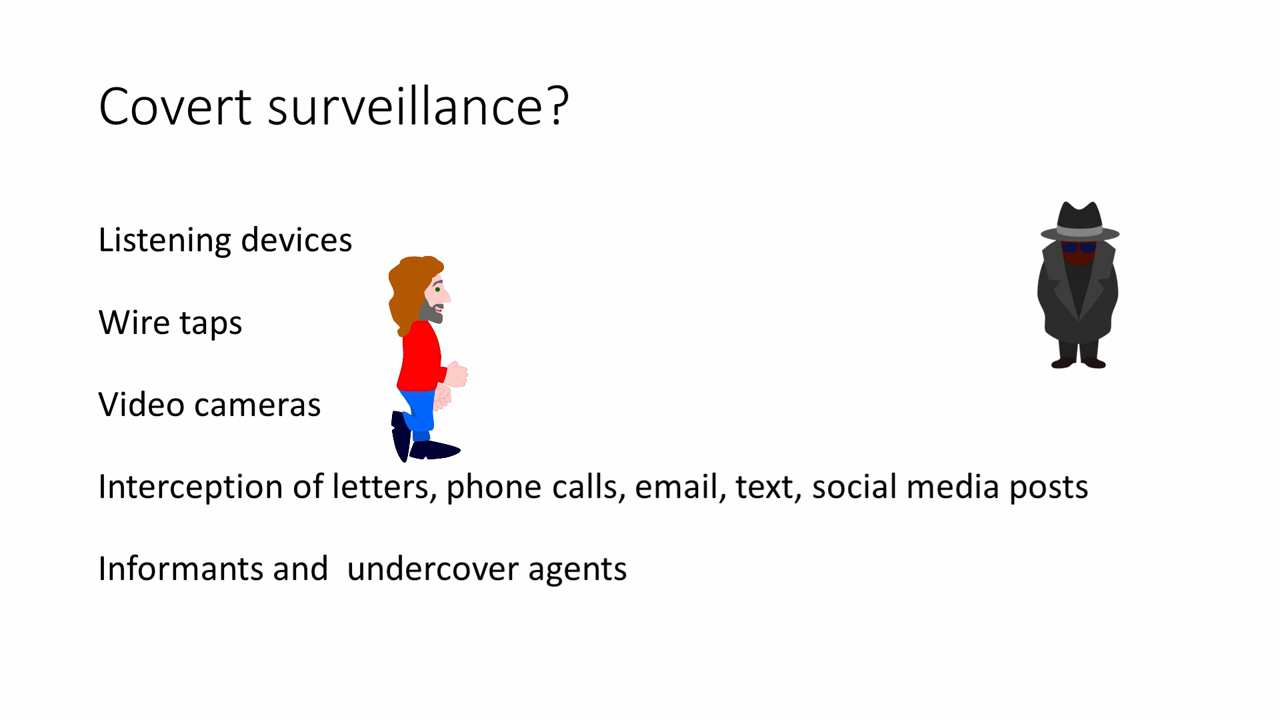 Covert surveillance?
Listening devices
Wire taps
Video cameras
Interception of letters, phone calls, email, text, social media posts
Informants and  undercover agents